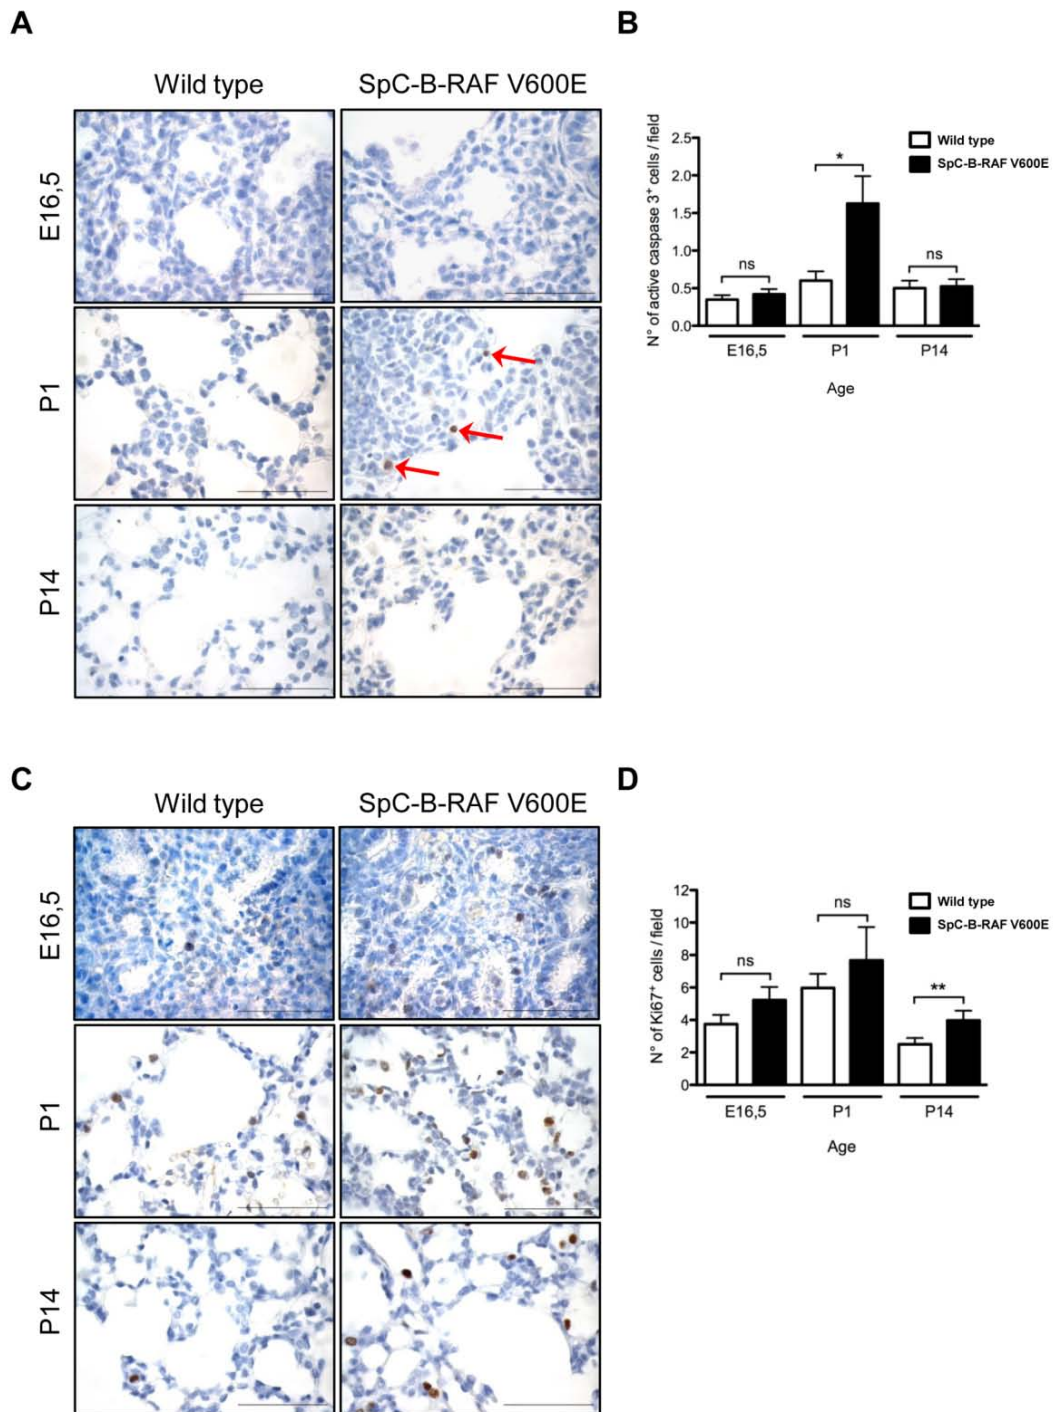 A
Wild type
SpC-B-RAF V600E
E16,5
P1
P14
B
N° of active caspase 3⁺ cells / field
2.5
2.0
1.5
1.0
0.5
0.0
Wild type
SpC-B-RAF V600E
ns
*
ns
E16,5 P1 P14
Age
C
Wild type
SpC-B-RAF V600E
E16,5
P1
P14
D
N° of Ki67⁺ cells / field
12
10
8
6
4
2
0
Wild type
SpC-B-RAF V600E
ns
ns
**
E16,5 P1 P14
Age